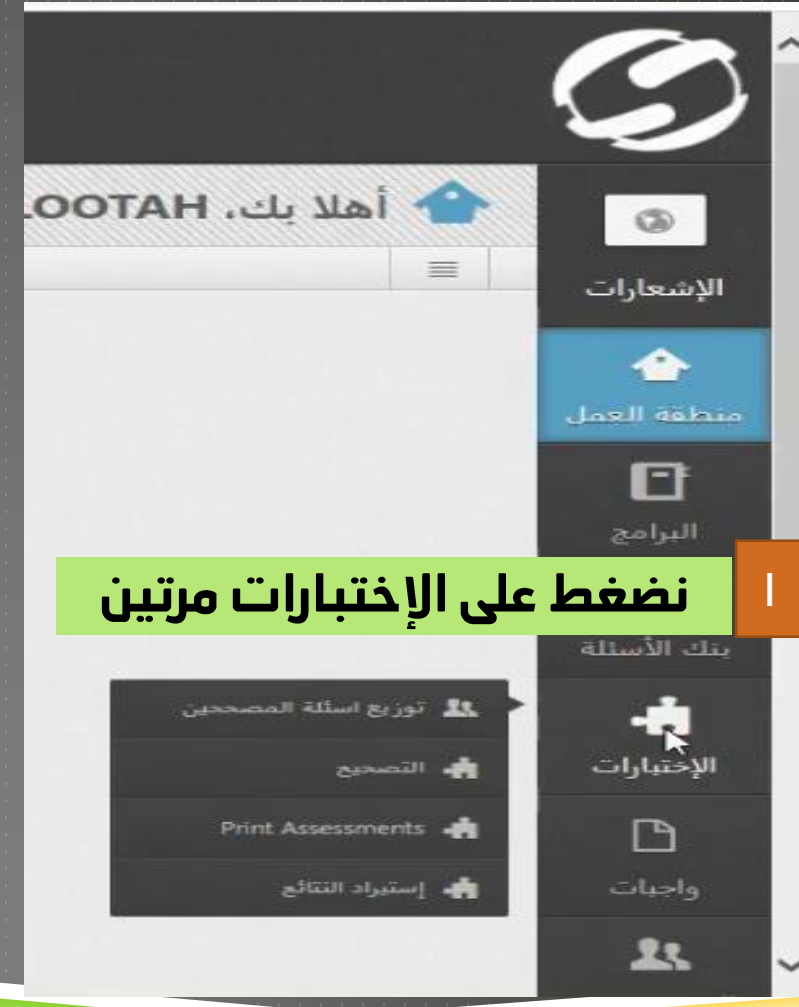 أهلا بك، LOOTAH
الإشعارات
منطقة العمل
البرامج
١
نضغط على الإختبارات مرتين
بنك الأسئلة
توزيع اسئلة المصححين
التصحيح
Print Assessments
إستيراد النتائج
الإختبارات
واجبات